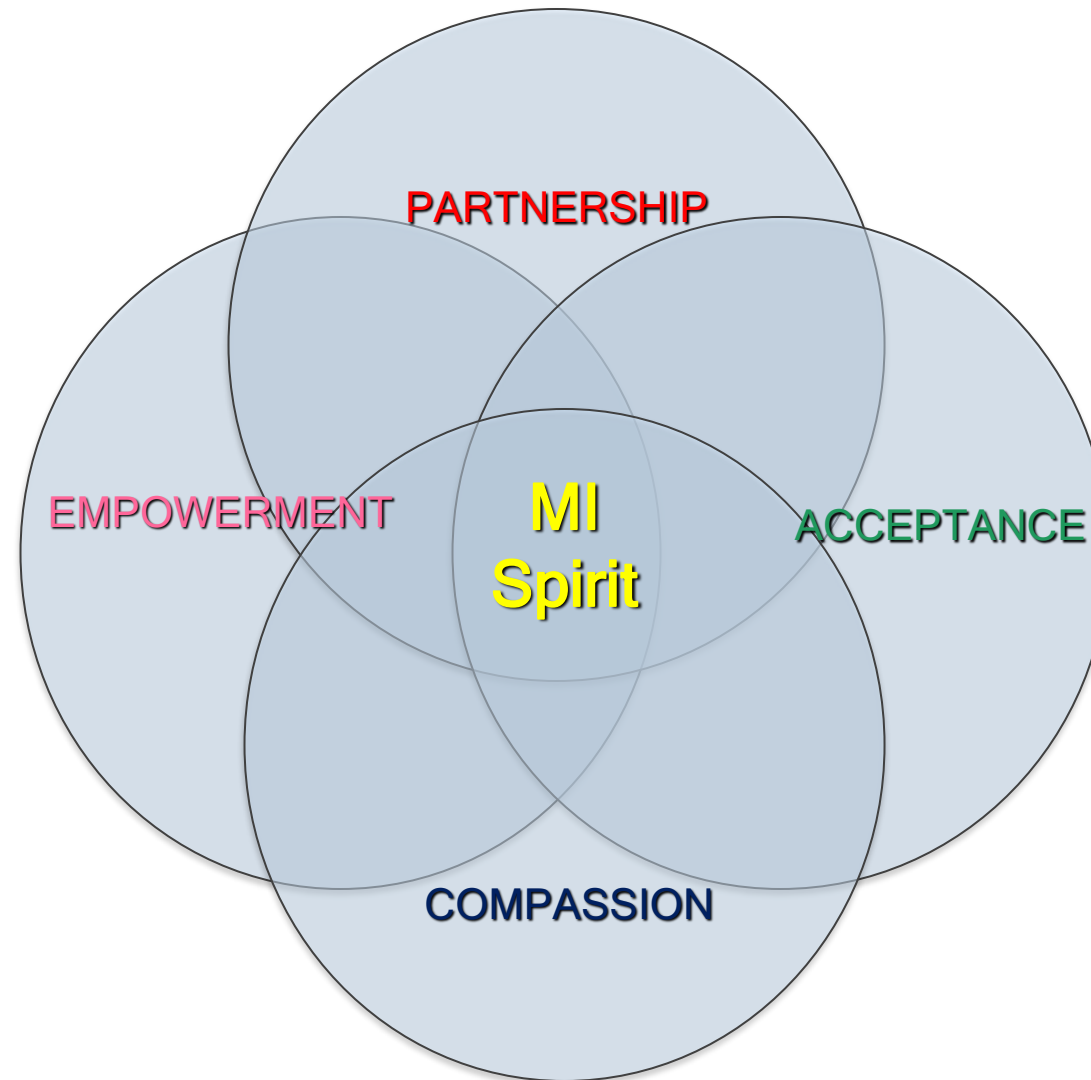 PARTNERSHIP
EMPOWERMENT
MI
Spirit
ACCEPTANCE
COMPASSION